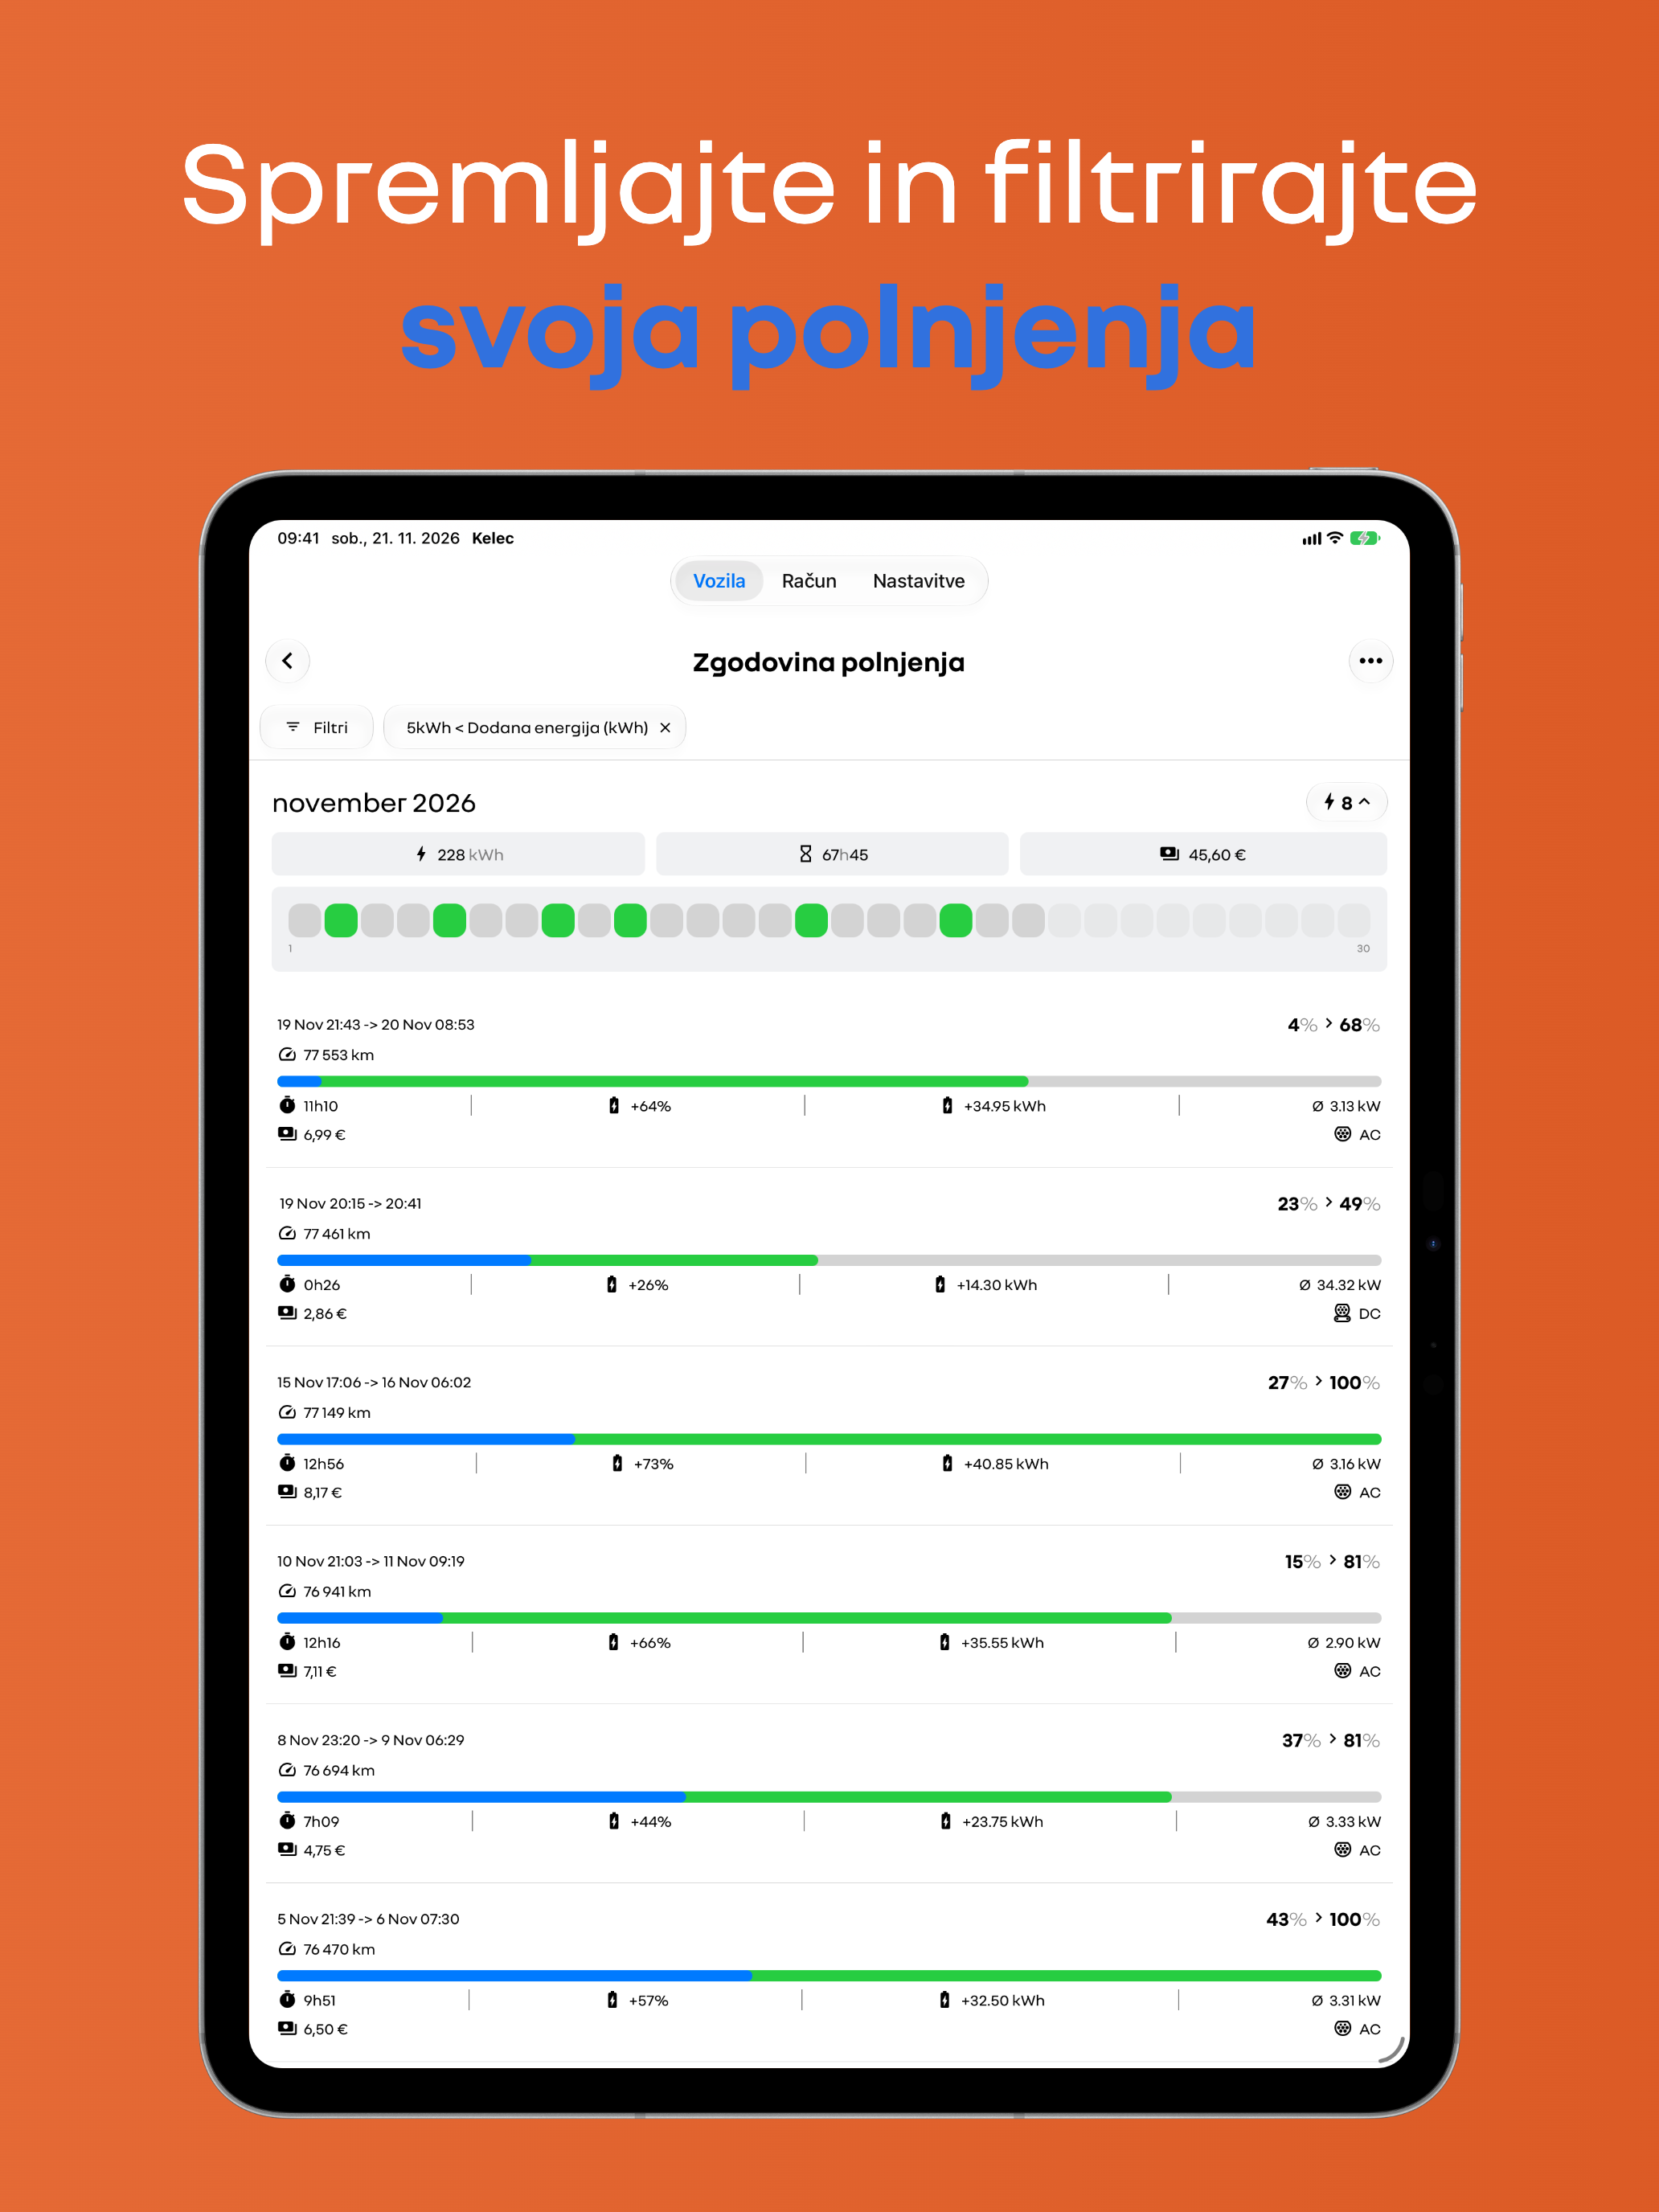 Spremljajte in filtrirajte
svoja polnjenja
09:41 sob., 21. 11. 2026 Kelec
Vozila Račun Nastavitve
Zgodovina polnjenja
Filtri 5kWh < Dodana energija (kWh) ×
november 2026 8
228 kWh 67h45 45,60 €
1 30
19 Nov 21:43 -> 20 Nov 08:53 4% > 68%
77 553 km
11h10 +64% +34.95 kWh Ø 3.13 kW
6,99 € AC
19 Nov 20:15 -> 20:41 23% > 49%
77 461 km
0h26 +26% +14.30 kWh Ø 34.32 kW
2,86 € DC
15 Nov 17:06 -> 16 Nov 06:02 27% > 100%
77 149 km
12h56 +73% +40.85 kWh Ø 3.16 kW
8,17 € AC
10 Nov 21:03 -> 11 Nov 09:19 15% > 81%
76 941 km
12h16 +66% +35.55 kWh Ø 2.90 kW
7,11 € AC
8 Nov 23:20 -> 9 Nov 06:29 37% > 81%
76 694 km
7h09 +44% +23.75 kWh Ø 3.33 kW
4,75 € AC
5 Nov 21:39 -> 6 Nov 07:30 43% > 100%
76 470 km
9h51 +57% +32.50 kWh Ø 3.31 kW
6,50 € AC